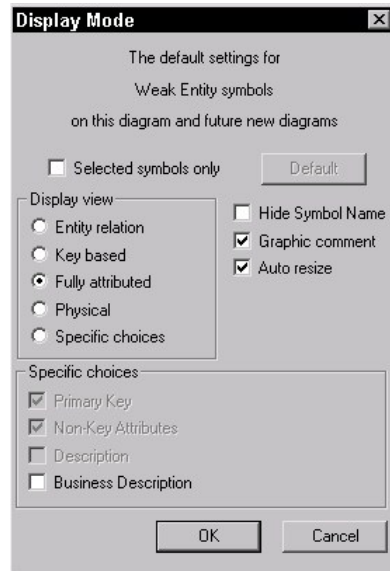 Display Mode
The default settings for
Weak Entity symbols
on this diagram and future new diagrams
Selected symbols only
Default
Display view
Entity relation
Key based
Fully attributed
Physical
Specific choices
Hide Symbol Name
Graphic comment
Auto resize
Specific choices
Primary Key
Non-Key Attributes
Description
Business Description
OK
Cancel